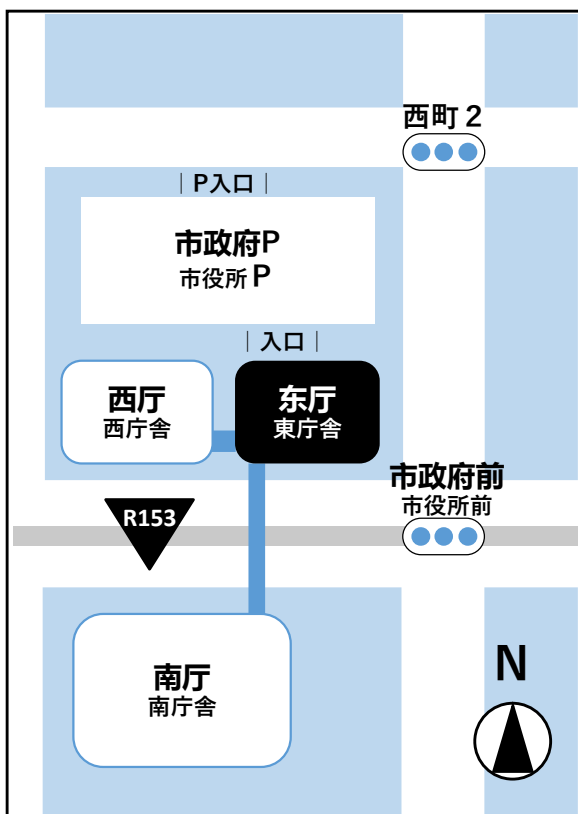 西町２
｜P入口｜
市政府P
市役所 P
｜入口｜
西厅
西庁舎
东厅
東庁舎
市政府前
市役所前
R153
南厅
南庁舎
N